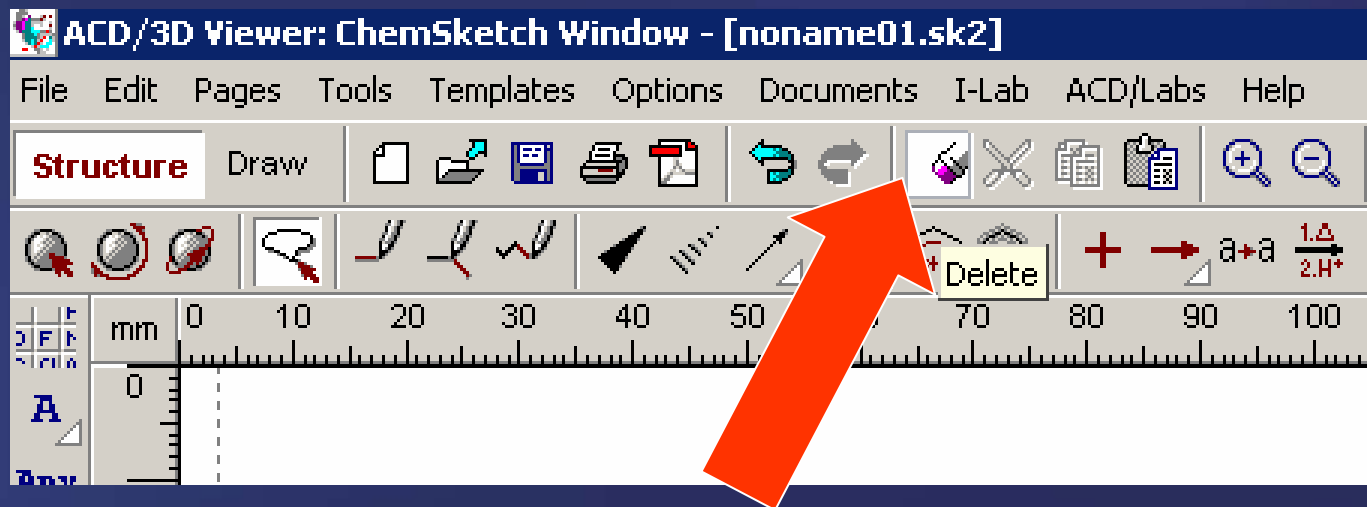 ACD/3D Viewer: ChemSketch Window - [noname01.sk2]
File Edit Pages Tools Templates Options Documents I-Lab ACD/Labs Help
Structure Draw
a+a 1.Δ
2.H+
Delete
mm 0 10 20 30 40 50 70 80 90 100
0
A